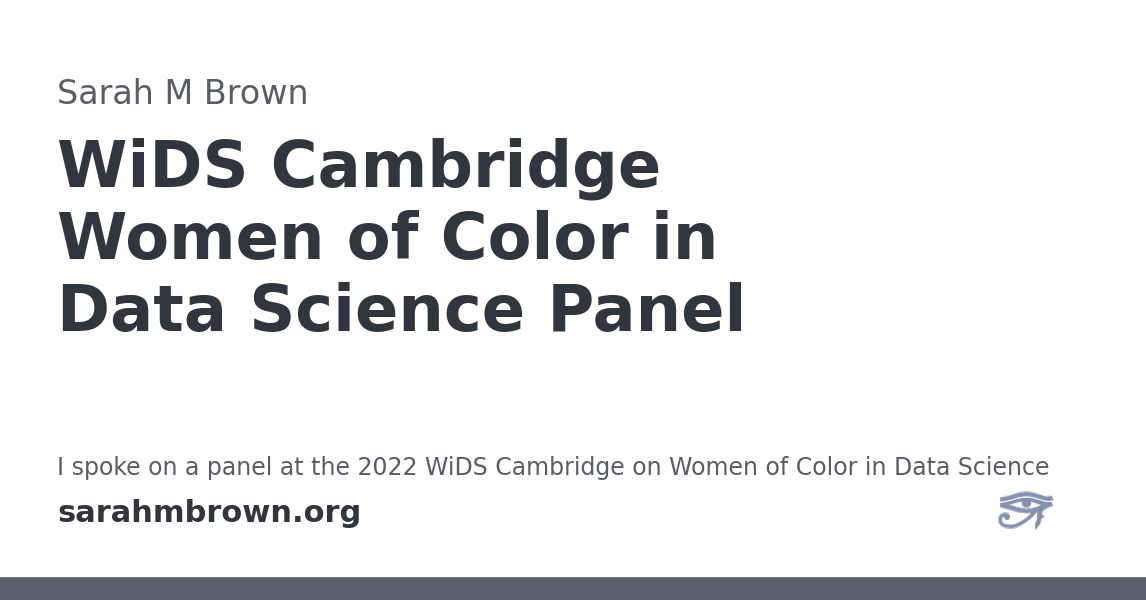 Sarah M Brown
WiDS Cambridge
Women of Color in
Data Science Panel
I spoke on a panel at the 2022 WiDS Cambridge on Women of Color in Data Science
sarahmbrown.org